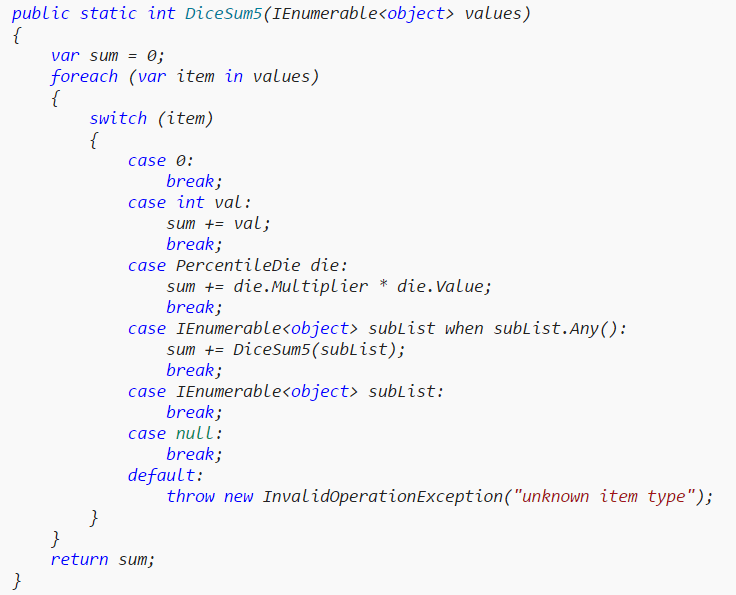 public static int DiceSum5(IEnumerable<object> values)
{
    var sum = 0;
    foreach (var item in values)
    {
        switch (item)
        {
            case 0:
                break;
            case int val:
                sum += val;
                break;
            case PercentileDie die:
                sum += die.Multiplier * die.Value;
                break;
            case IEnumerable<object> subList when subList.Any():
                sum += DiceSum5(subList);
                break;
            case IEnumerable<object> subList:
                break;
            case null:
                break;
            default:
                throw new InvalidOperationException("unknown item type");
        }
    }
    return sum;
}